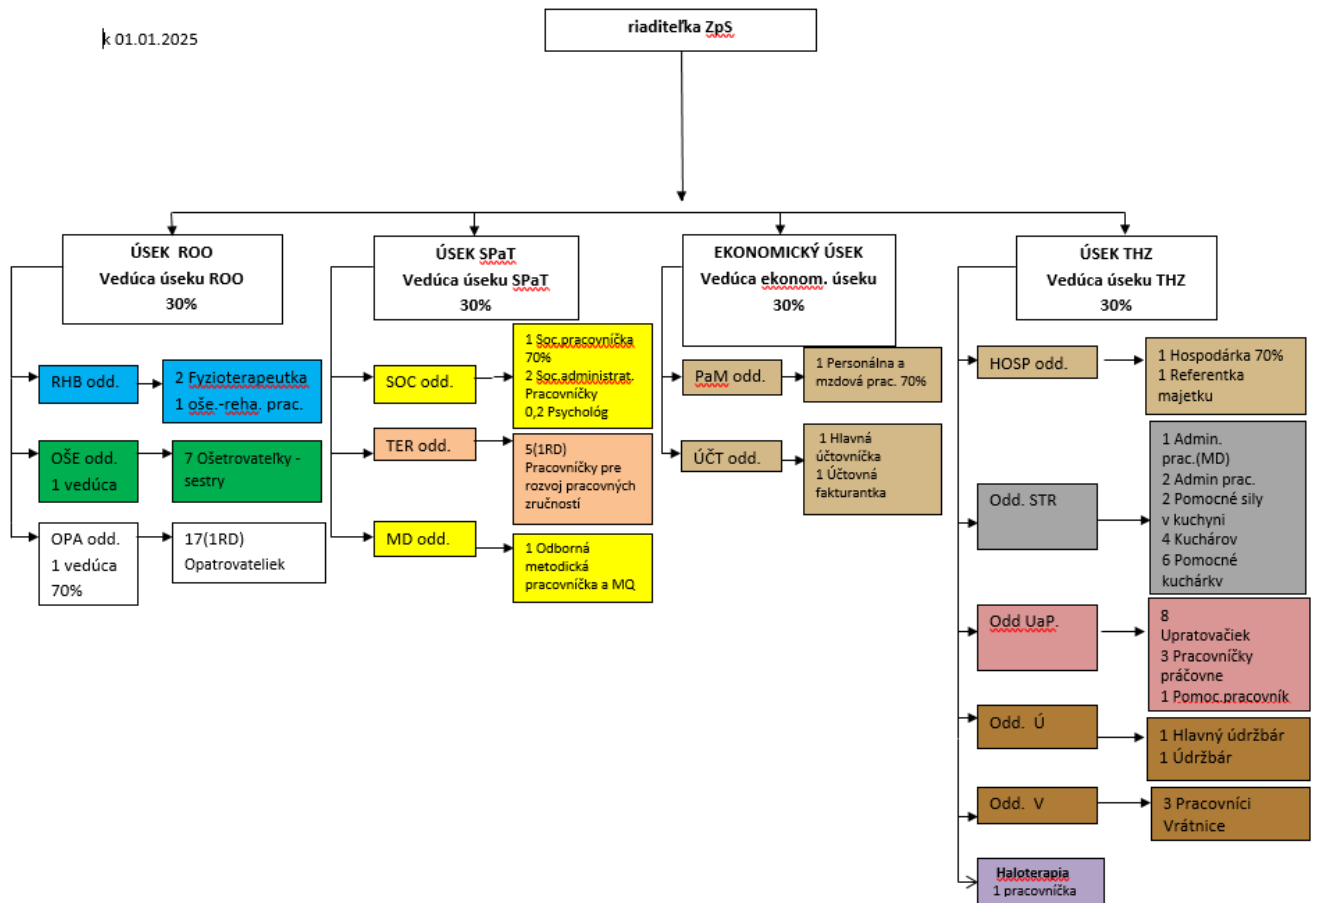 k 01.01.2025
riaditeľka ZpS
ÚSEK ROO
Vedúca úseku ROO
30%
ÚSEK SPaT
Vedúca úseku SPaT
30%
EKONOMICKÝ ÚSEK
Vedúca ekonom. úseku
30%
ÚSEK THZ
Vedúca úseku THZ
30%
RHB odd.
2 Fyzioterapeutka
1 oše.-reha. prac.
OŠE odd.
1 vedúca
7 Ošetrovateľky -
sestry
OPA odd.
1 vedúca
70%
17(1RD)
Opatrovateliek
SOC odd.
1 Soc.pracovníčka
70%
2 Soc.administrat.
Pracovníčky
0,2 Psychológ
TER odd.
5(1RD)
Pracovníčky pre
rozvoj pracovných
zručností
MD odd.
1 Odborná
metodická
pracovníčka a MQ
PaM odd.
1 Personálna a
mzdová prac. 70%
ÚČT odd.
1 Hlavná
účtovníčka
1 Účtovná
fakturantka
HOSP odd.
1 Hospodárka 70%
1 Referentka
majetku
Odd. STR
1 Admin.
prac.(MD)
2 Admin prac.
2 Pomocné sily
v kuchyni
4 Kuchárov
6 Pomocné
kuchárky
Odd UaP.
8
Upratovačiek
3 Pracovníčky
práčovne
1 Pomoc.pracovník
Odd. Ú
1 Hlavný údržbár
1 Údržbár
Odd. V
3 Pracovníci
Vrátnice
Haloterapia
1 pracovníčka